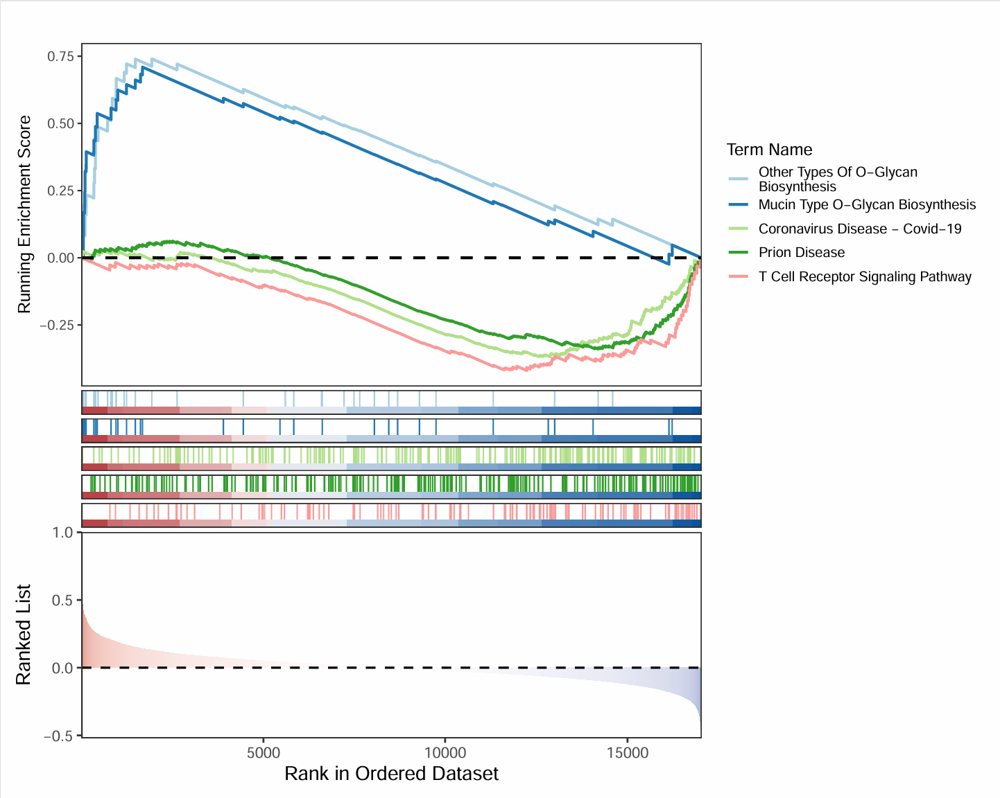 0.75
0.50
0.25
0.00
−0.25
Running Enrichment Score
Term Name
Other Types Of O−Glycan
Biosynthesis
Mucin Type O−Glycan Biosynthesis
Coronavirus Disease − Covid−19
Prion Disease
T Cell Receptor Signaling Pathway
1.0
0.5
0.0
−0.5
Ranked List
5000
10000
15000
Rank in Ordered Dataset